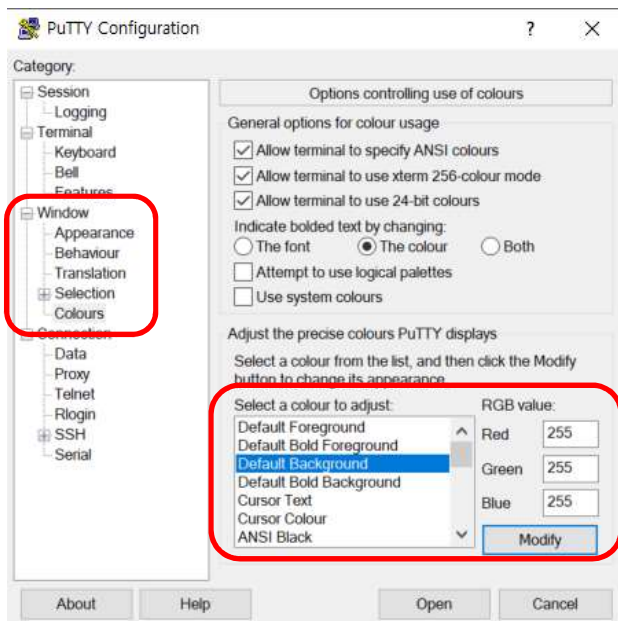 PuTTY Configuration
?
Category:
Session
Logging
Terminal
Keyboard
Bell
Features
Window
Appearance
Behaviour
Translation
Selection
Colours
Connection
Data
Proxy
Telnet
Rlogin
SSH
Serial
Options controlling use of colours
General options for colour usage
Allow terminal to specify ANSI colours
Allow terminal to use xterm 256-colour mode
Allow terminal to use 24-bit colours
Indicate bolded text by changing:
The font The colour Both
Attempt to use logical palettes
Use system colours
Adjust the precise colours PuTTY displays
Select a colour from the list, and then click the Modify
button to change its appearance.
Select a colour to adjust:
Default Foreground
Default Bold Foreground
Default Background
Default Bold Background
Cursor Text
Cursor Colour
ANSI Black
RGB value:
Red 255
Green 255
Blue 255
Modify
About Help Open Cancel